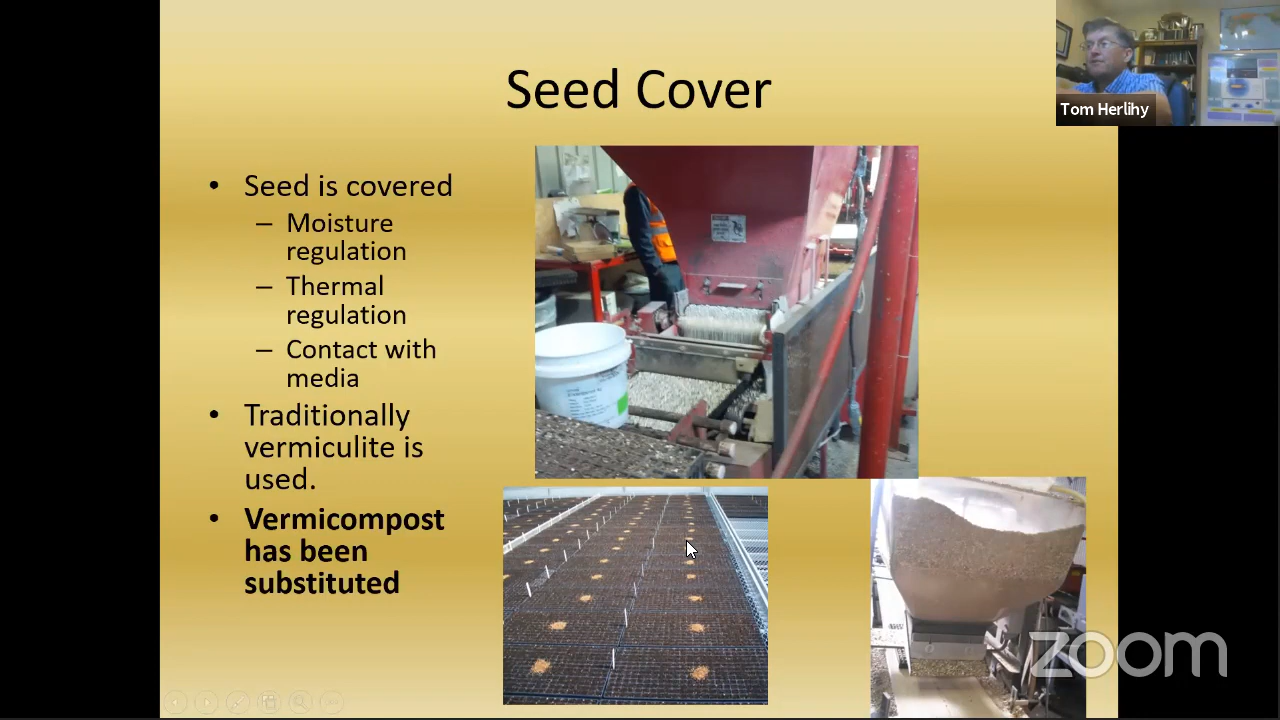 Seed Cover
Tom Herlihy
• Seed is covered
– Moisture
regulation
– Thermal
regulation
– Contact with
media
• Traditionally
vermiculite is
used.
• Vermicompost
has been
substituted
zoom